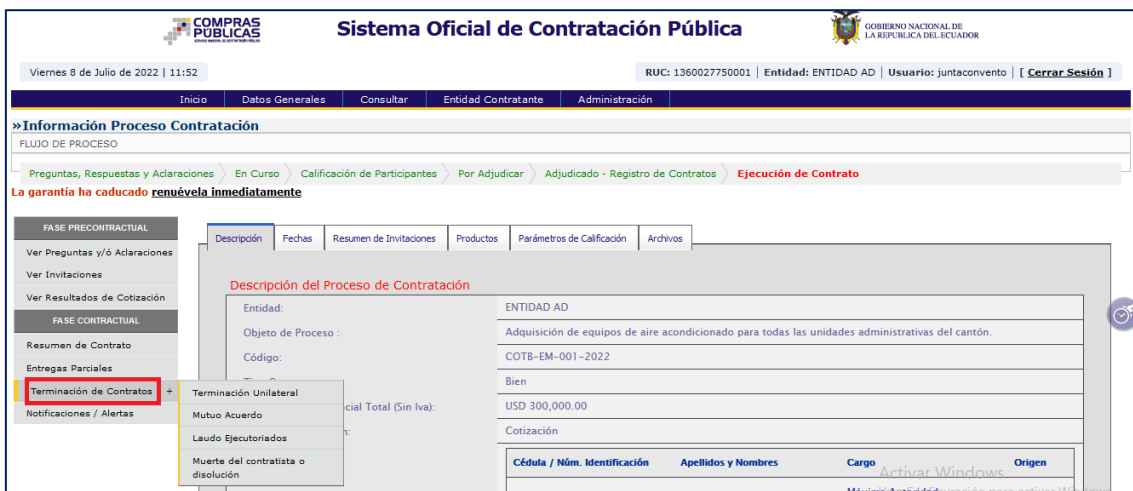 COMPRAS PÚBLICAS
Sistema Oficial de Contratación Pública
GOBIERNO NACIONAL DE
LA REPUBLICA DEL ECUADOR
Viernes 8 de Julio de 2022 | 11:52
RUC: 1360027750001 | Entidad: ENTIDAD AD | Usuario: juntaconvento | [ Cerrar Sesión ]
Inicio Datos Generales Consultar Entidad Contratante Administración
»Información Proceso Contratación
FLUJO DE PROCESO
Preguntas, Respuestas y Aclaraciones En Curso Calificación de Participantes Por Adjudicar Adjudicado - Registro de Contratos Ejecución de Contrato
La garantía ha caducado renuévela inmediatamente
FASE PRECONTRACTUAL
Ver Preguntas y/ó Aclaraciones
Ver Invitaciones
Ver Resultados de Cotización
FASE CONTRACTUAL
Resumen de Contrato
Entregas Parciales
Terminación de Contratos +
Notificaciones / Alertas
Terminación Unilateral
Mutuo Acuerdo
Laudo Ejecutoriados
Muerte del contratista o
disolución
Descripción Fechas Resumen de Invitaciones Productos Parámetros de Calificación Archivos
Descripción del Proceso de Contratación
Entidad: ENTIDAD AD
Objeto de Proceso : Adquisición de equipos de aire acondicionado para todas las unidades administrativas del cantón.
Código: COTB-EM-001-2022
Bien
cial Total (Sin Iva): USD 300,000.00
n: Cotización
Cédula / Núm. Identificación Apellidos y Nombres Cargo Origen
Activar Windows